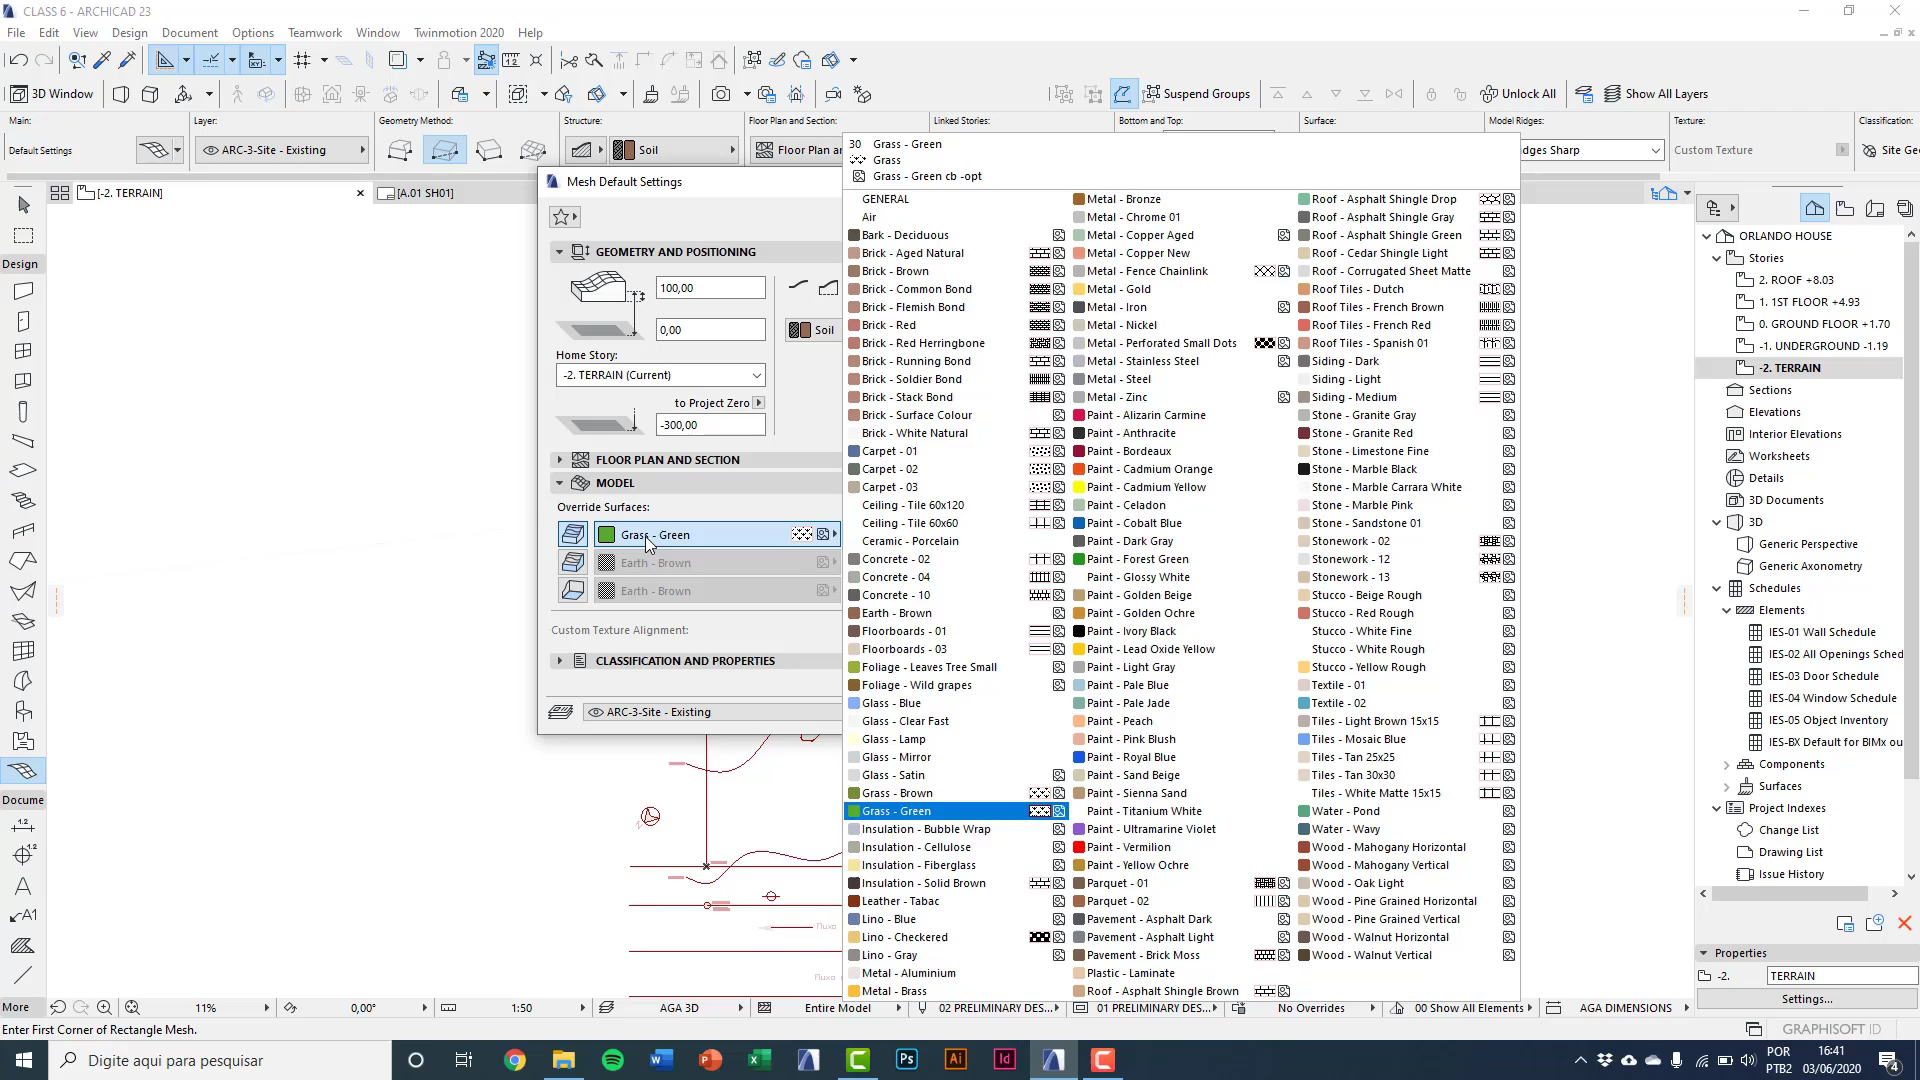 CLASS 6 - ARCHICAD 23
File Edit View Design Document Options Teamwork Window Twinmotion 2020 Help
3D Window
Suspend Groups
Unlock All
Show All Layers
Main:
Layer:
Geometry Method:
Structure:
Floor Plan and Section:
Linked Stories:
Bottom and Top:
Surface:
Model Ridges:
Texture:
Classification:
Default Settings
ARC-3-Site - Existing
Soil
Floor Plan an
dges Sharp
Custom Texture
Site Ge
[-2. TERRAIN]
[A.01 SH01]
Design
Docume
More
Mesh Default Settings
GEOMETRY AND POSITIONING
100,00
0,00
Soil
Home Story:
-2. TERRAIN (Current)
to Project Zero
-300,00
FLOOR PLAN AND SECTION
MODEL
Override Surfaces:
Grass - Green
Earth - Brown
Earth - Brown
Custom Texture Alignment:
CLASSIFICATION AND PROPERTIES
ARC-3-Site - Existing
30 Grass - Green
Grass
Grass - Green cb -opt
GENERAL
Air
Bark - Deciduous
Brick - Aged Natural
Brick - Brown
Brick - Common Bond
Brick - Flemish Bond
Brick - Red
Brick - Red Herringbone
Brick - Running Bond
Brick - Soldier Bond
Brick - Stack Bond
Brick - Surface Colour
Brick - White Natural
Carpet - 01
Carpet - 02
Carpet - 03
Ceiling - Tile 60x120
Ceiling - Tile 60x60
Ceramic - Porcelain
Concrete - 02
Concrete - 04
Concrete - 10
Earth - Brown
Floorboards - 01
Floorboards - 03
Foliage - Leaves Tree Small
Foliage - Wild grapes
Glass - Blue
Glass - Clear Fast
Glass - Lamp
Glass - Mirror
Glass - Satin
Grass - Brown
Grass - Green
Insulation - Bubble Wrap
Insulation - Cellulose
Insulation - Fiberglass
Insulation - Solid Brown
Leather - Tabac
Lino - Blue
Lino - Checkered
Lino - Gray
Metal - Aluminium
Metal - Brass
Metal - Bronze
Metal - Chrome 01
Metal - Copper Aged
Metal - Copper New
Metal - Fence Chainlink
Metal - Gold
Metal - Iron
Metal - Nickel
Metal - Perforated Small Dots
Metal - Stainless Steel
Metal - Steel
Metal - Zinc
Paint - Alizarin Carmine
Paint - Anthracite
Paint - Bordeaux
Paint - Cadmium Orange
Paint - Cadmium Yellow
Paint - Celadon
Paint - Cobalt Blue
Paint - Dark Gray
Paint - Forest Green
Paint - Glossy White
Paint - Golden Beige
Paint - Golden Ochre
Paint - Ivory Black
Paint - Lead Oxide Yellow
Paint - Light Gray
Paint - Pale Blue
Paint - Pale Jade
Paint - Peach
Paint - Pink Blush
Paint - Royal Blue
Paint - Sand Beige
Paint - Sienna Sand
Paint - Titanium White
Paint - Ultramarine Violet
Paint - Vermilion
Paint - Yellow Ochre
Parquet - 01
Parquet - 02
Pavement - Asphalt Dark
Pavement - Asphalt Light
Pavement - Brick Moss
Plastic - Laminate
Roof - Asphalt Shingle Brown
Roof - Asphalt Shingle Drop
Roof - Asphalt Shingle Gray
Roof - Asphalt Shingle Green
Roof - Cedar Shingle Light
Roof - Corrugated Sheet Matte
Roof Tiles - Dutch
Roof Tiles - French Brown
Roof Tiles - French Red
Roof Tiles - Spanish 01
Siding - Dark
Siding - Light
Siding - Medium
Stone - Granite Gray
Stone - Granite Red
Stone - Limestone Fine
Stone - Marble Black
Stone - Marble Carrara White
Stone - Marble Pink
Stone - Sandstone 01
Stonework - 02
Stonework - 12
Stonework - 13
Stucco - Beige Rough
Stucco - Red Rough
Stucco - White Fine
Stucco - White Rough
Stucco - Yellow Rough
Textile - 01
Textile - 02
Tiles - Light Brown 15x15
Tiles - Mosaic Blue
Tiles - Tan 25x25
Tiles - Tan 30x30
Tiles - White Matte 15x15
Water - Pond
Water - Wavy
Wood - Mahogany Horizontal
Wood - Mahogany Vertical
Wood - Oak Light
Wood - Pine Grained Horizontal
Wood - Pine Grained Vertical
Wood - Walnut Horizontal
Wood - Walnut Vertical
ORLANDO HOUSE
Stories
2. ROOF +8.03
1. 1ST FLOOR +4.93
0. GROUND FLOOR +1.70
-1. UNDERGROUND -1.19
-2. TERRAIN
Sections
Elevations
Interior Elevations
Worksheets
Details
3D Documents
3D
Generic Perspective
Generic Axonometry
Schedules
Elements
IES-01 Wall Schedule
IES-02 All Openings Sched
IES-03 Door Schedule
IES-04 Window Schedule
IES-05 Object Inventory
IES-BX Default for BIMx ou
Components
Surfaces
Project Indexes
Change List
Drawing List
Issue History
Properties
-2. TERRAIN
Settings...
11% 0,00° 1:50 AGA 3D Entire Model 02 PRELIMINARY DES... 01 PRELIMINARY DES... No Overrides 00 Show All Elements AGA DIMENSIONS
Enter First Corner of Rectangle Mesh.
GRAPHISOFT ID
Digite aqui para pesquisar
POR
PTB2
16:41
03/06/2020
4